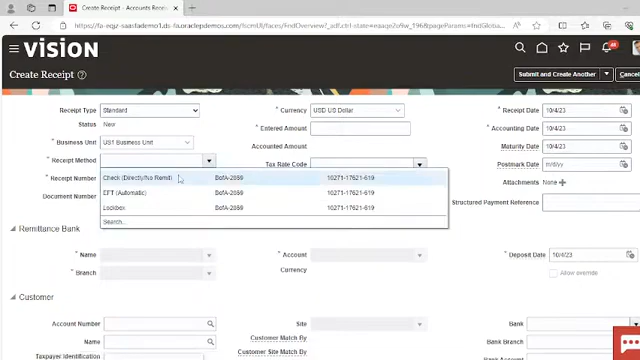 Create Receipt - Accounts Receiv
VISION
Create Receipt
Submit and Create Another
Cancel
Receipt Type Standard
* Currency USD US Dollar
* Receipt Date 10/4/23
Status New
* Entered Amount
* Accounting Date 10/4/23
* Business Unit US1 Business Unit
Accounted Amount
Maturity Date 10/4/23
* Receipt Method
Tax Rate Code
Postmark Date m/d/yy
* Receipt Number
Check (Directly/No Remit) BofA-2059 10271-17621-619
Attachments None
EFT (Automatic) BofA-2059 10271-17621-619
Document Number
Structured Payment Reference
Lockbox BofA-2059 10271-17621-619
Search...
Remittance Bank
* Name
* Account
* Deposit Date 10/4/23
* Branch
Currency
Allow override
Customer
Account Number
Site
Bank
Name
Customer Match By
Bank Branch
Taxpayer Identification
Customer Site Match By